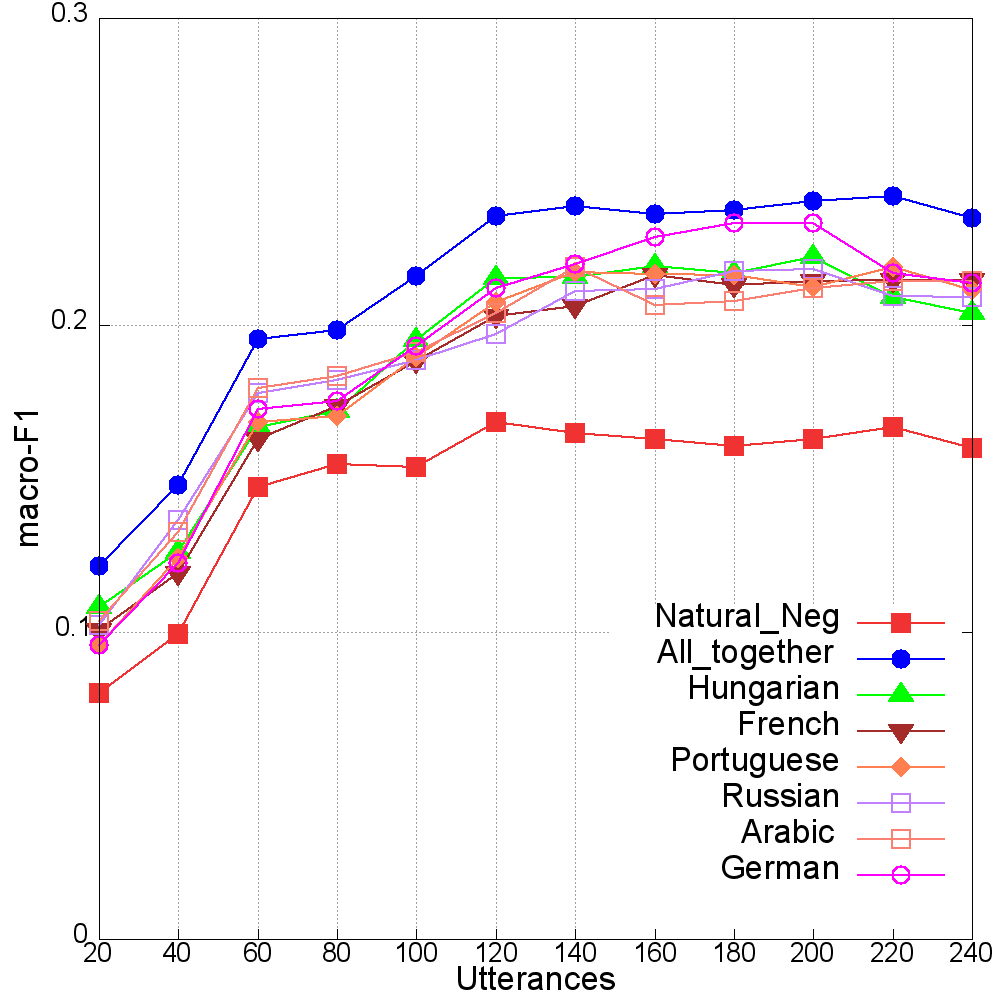 0.3
0.2
0.1
0
macro-F1
Natural_Neg
All_together
Hungarian
French
Portuguese
Russian
Arabic
German
20 40 60 80 100 120 140 160 180 200 220 240
Utterances